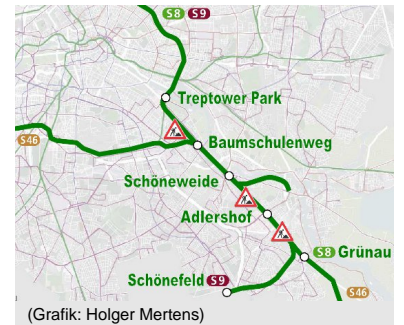 S8 S9
Treptower Park
S46
Baumschulenweg
Schöneweide
Adlershof
S8 Grünau
Schönefeld S9
S46
(Grafik: Holger Mertens)